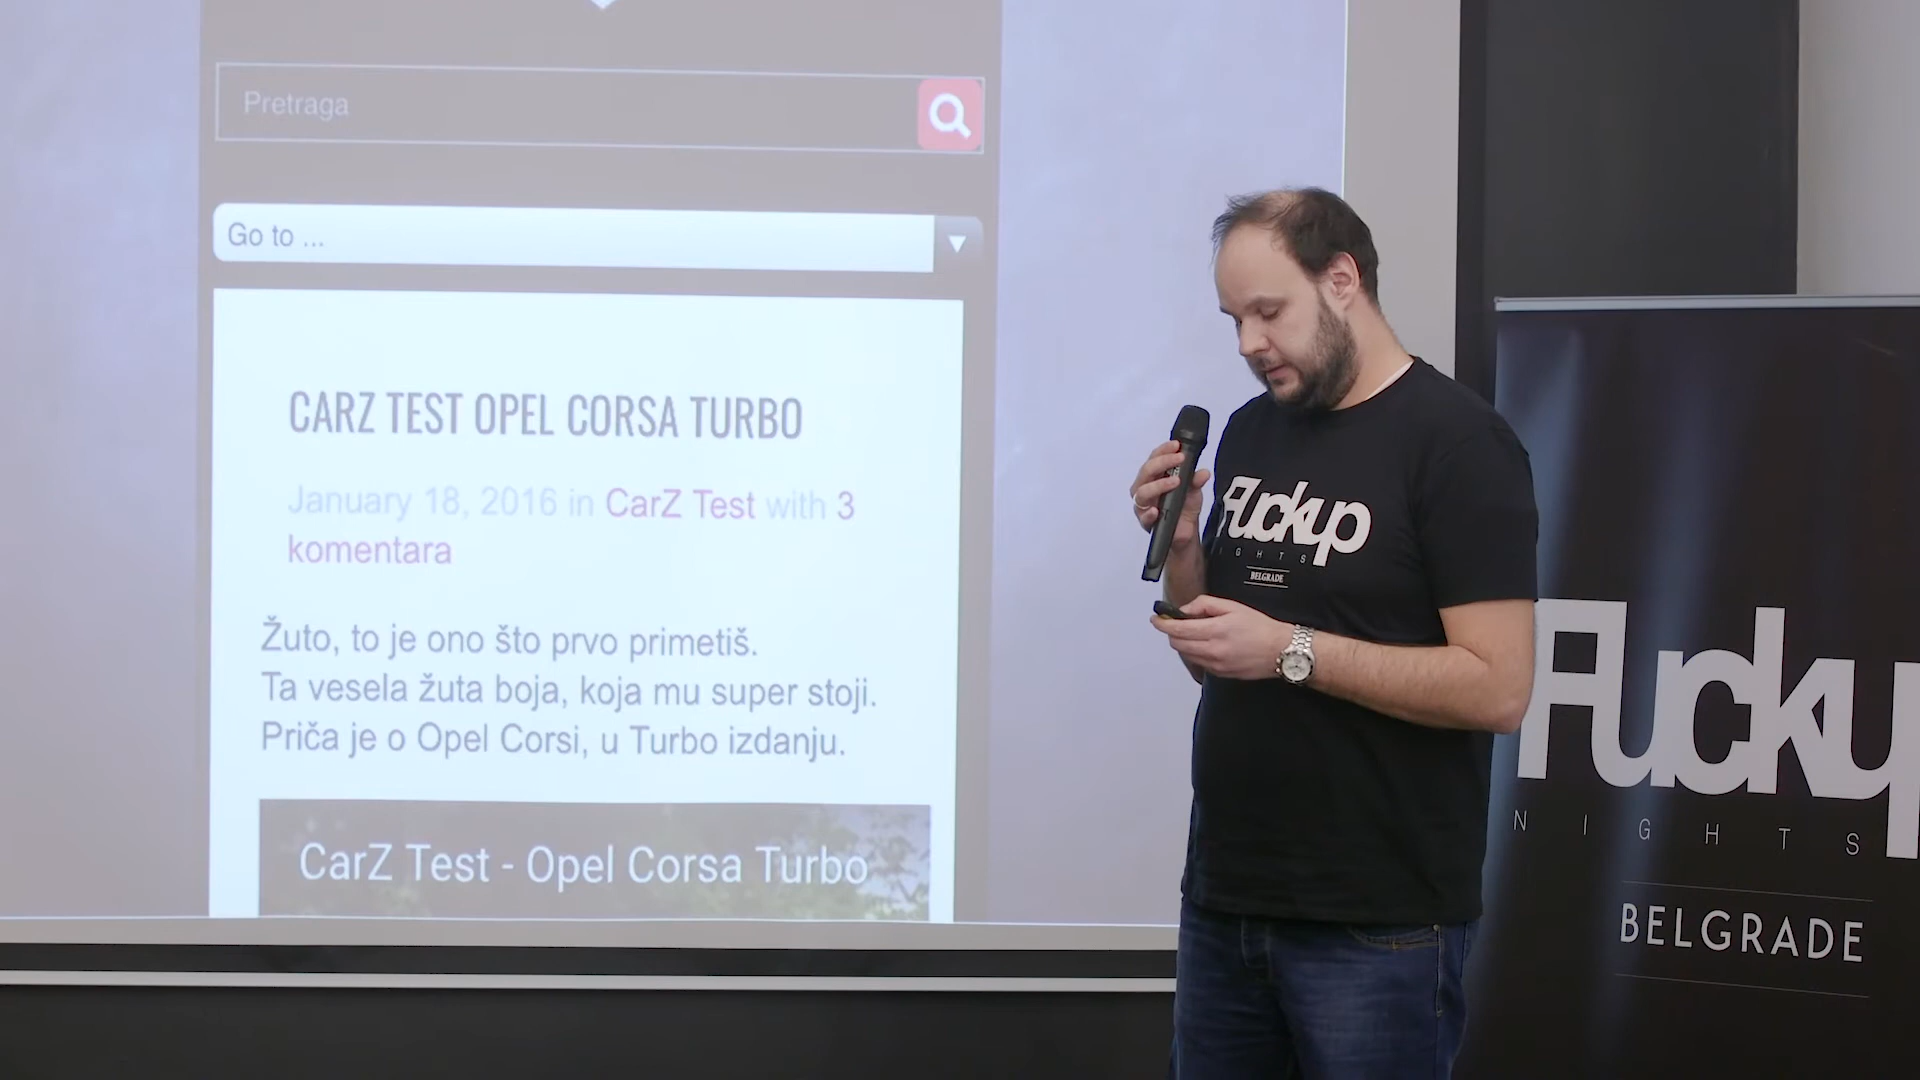 Pretraga
Go to ...
CARZ TEST OPEL CORSA TURBO
January 18, 2016 in CarZ Test with 3
komentara
Žuto, to je ono što prvo primetiš.
Ta vesela žuta boja, koja mu super stoji.
Priča je o Opel Corsi, u Turbo izdanju.
CarZ Test - Opel Corsa Turbo
Fuckup
IGHTS
BELGRADE
Fuckup
NIGHTS
BELGRADE